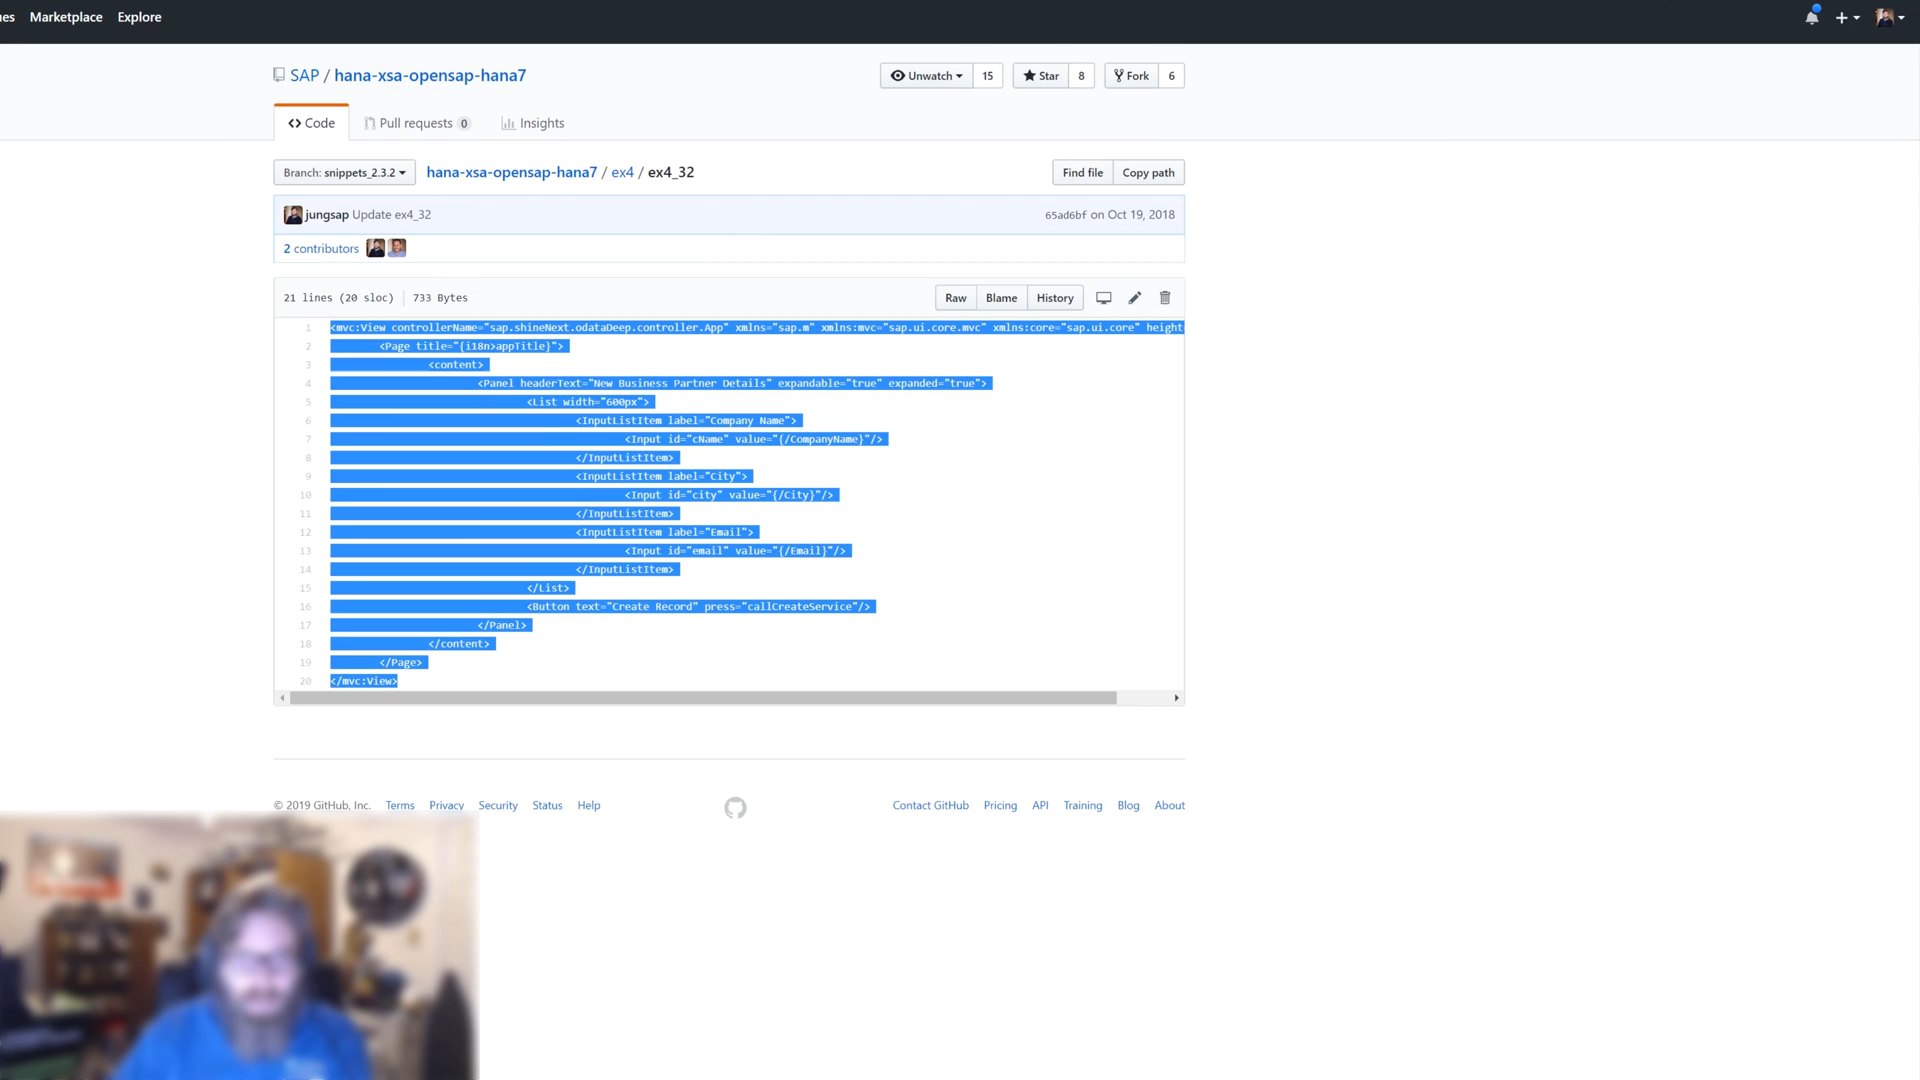 ues Marketplace Explore
SAP / hana-xsa-opensap-hana7
Unwatch 15 Star 8 Fork 6
Code Pull requests 0 Insights
Branch: snippets_2.3.2 hana-xsa-opensap-hana7 / ex4 / ex4_32 Find file Copy path
jungsap Update ex4_32 65ad6bf on Oct 19, 2018
2 contributors
21 lines (20 sloc) 733 Bytes Raw Blame History
1 <mvc:View controllerName="sap.shineNext.odataDeep.controller.App" xmlns="sap.m" xmlns:mvc="sap.ui.core.mvc" xmlns:core="sap.ui.core" height
2 <Page title="{i18n>appTitle}">
3 <content>
4 <Panel headerText="New Business Partner Details" expandable="true" expanded="true">
5 <List width="600px">
6 <InputListItem label="Company Name">
7 <Input id="cName" value="{/CompanyName}"/>
8 </InputListItem>
9 <InputListItem label="City">
10 <Input id="city" value="{/City}"/>
11 </InputListItem>
12 <InputListItem label="Email">
13 <Input id="email" value="{/Email}"/>
14 </InputListItem>
15 </List>
16 <Button text="Create Record" press="callCreateService"/>
17 </Panel>
18 </content>
19 </Page>
20 </mvc:View>
© 2019 GitHub, Inc. Terms Privacy Security Status Help Contact GitHub Pricing API Training Blog About